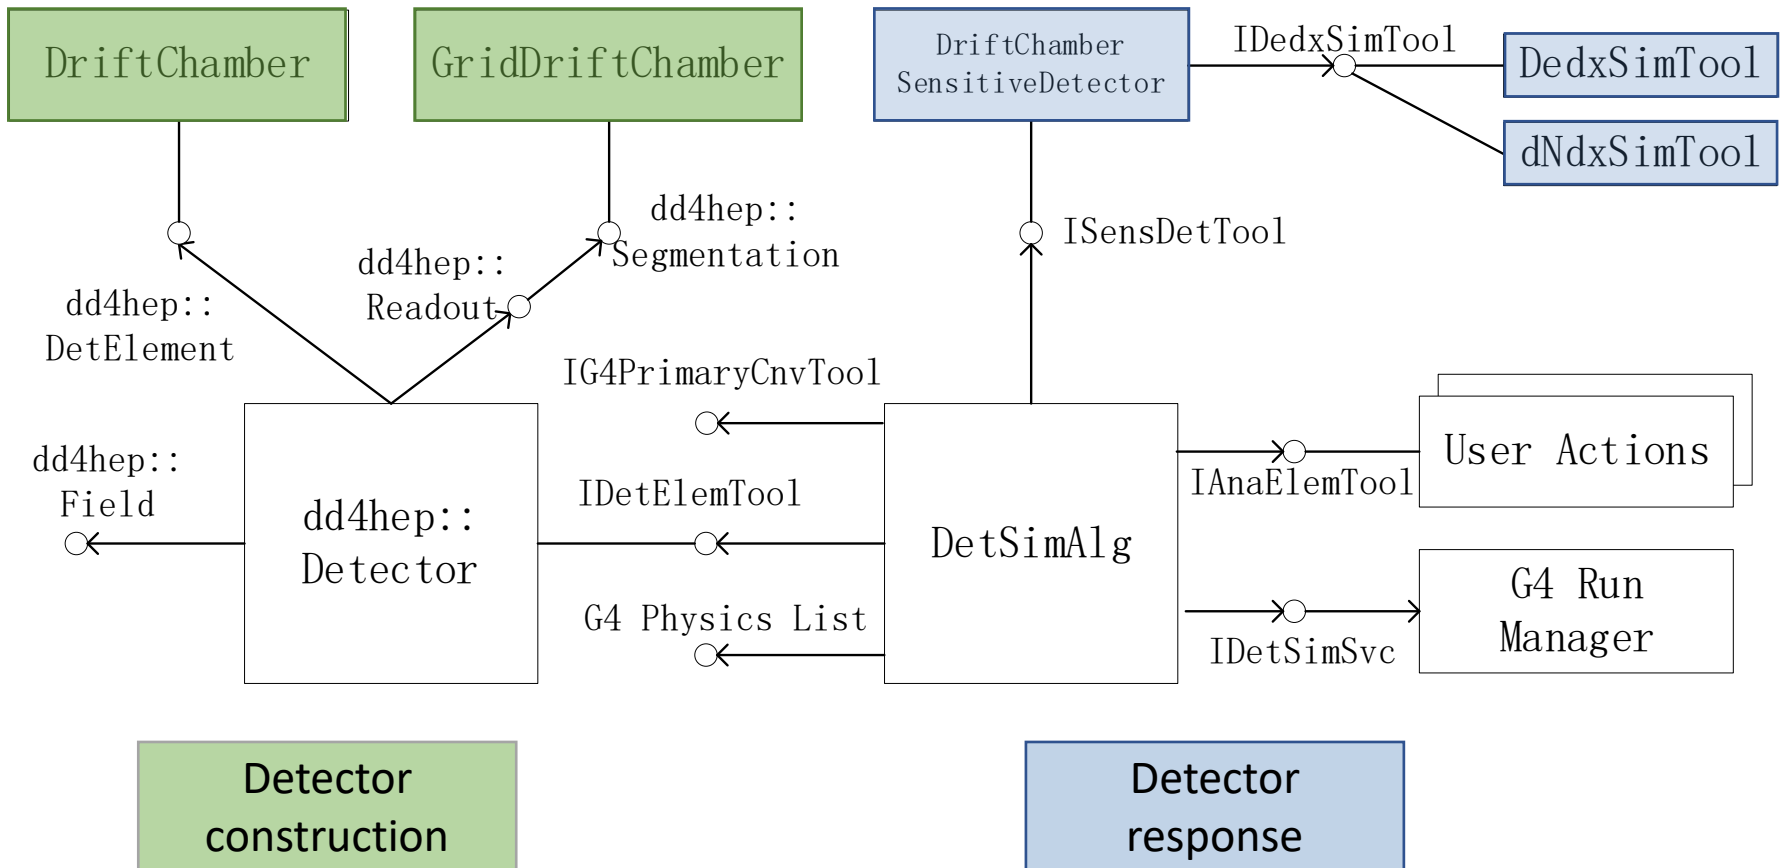 DriftChamber
GridDriftChamber
DriftChamber
SensitiveDetector
IDedxSimTool
DedxSimTool
dNdxSimTool
dd4hep::
Segmentation
ISensDetTool
dd4hep::
Readout
dd4hep::
DetElement
IG4PrimaryCnvTool
dd4hep::
Field
dd4hep::
Detector
IDetElemTool
DetSimAlg
IAnaElemTool
User Actions
G4 Physics List
IDetSimSvc
G4 Run
Manager
Detector
construction
Detector
response